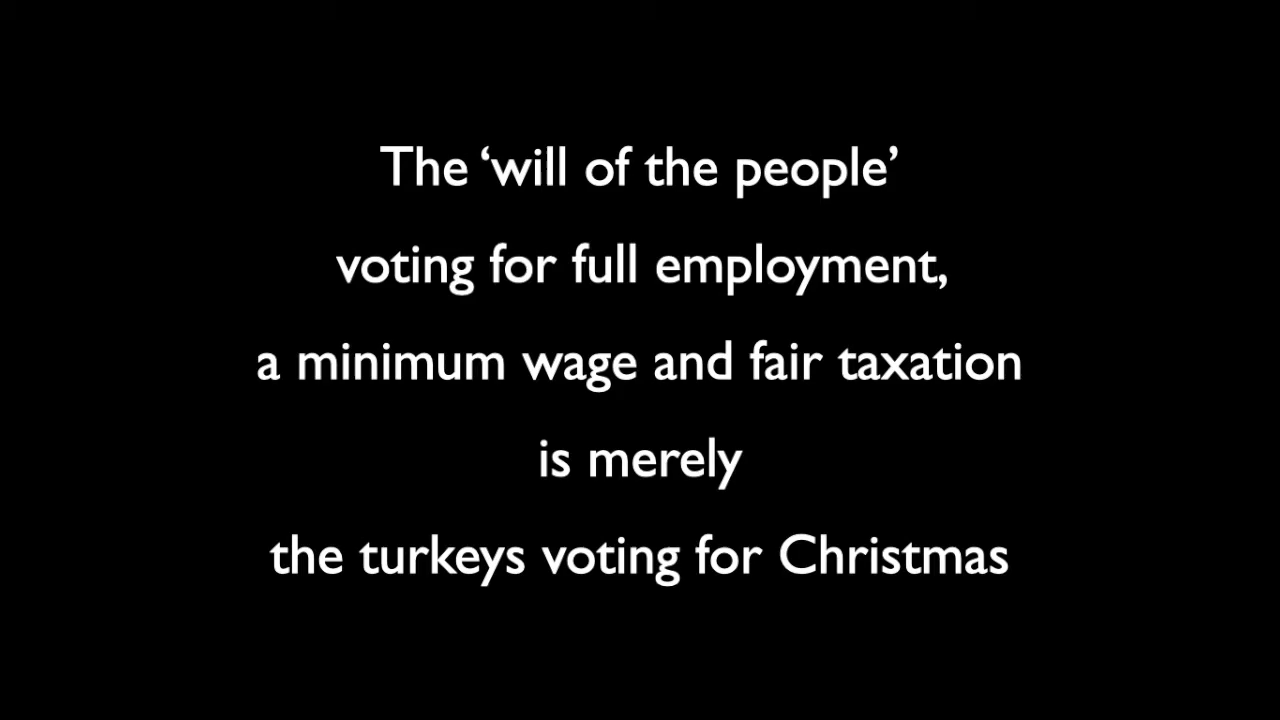 The ‘will of the people’
voting for full employment,
a minimum wage and fair taxation
is merely
the turkeys voting for Christmas